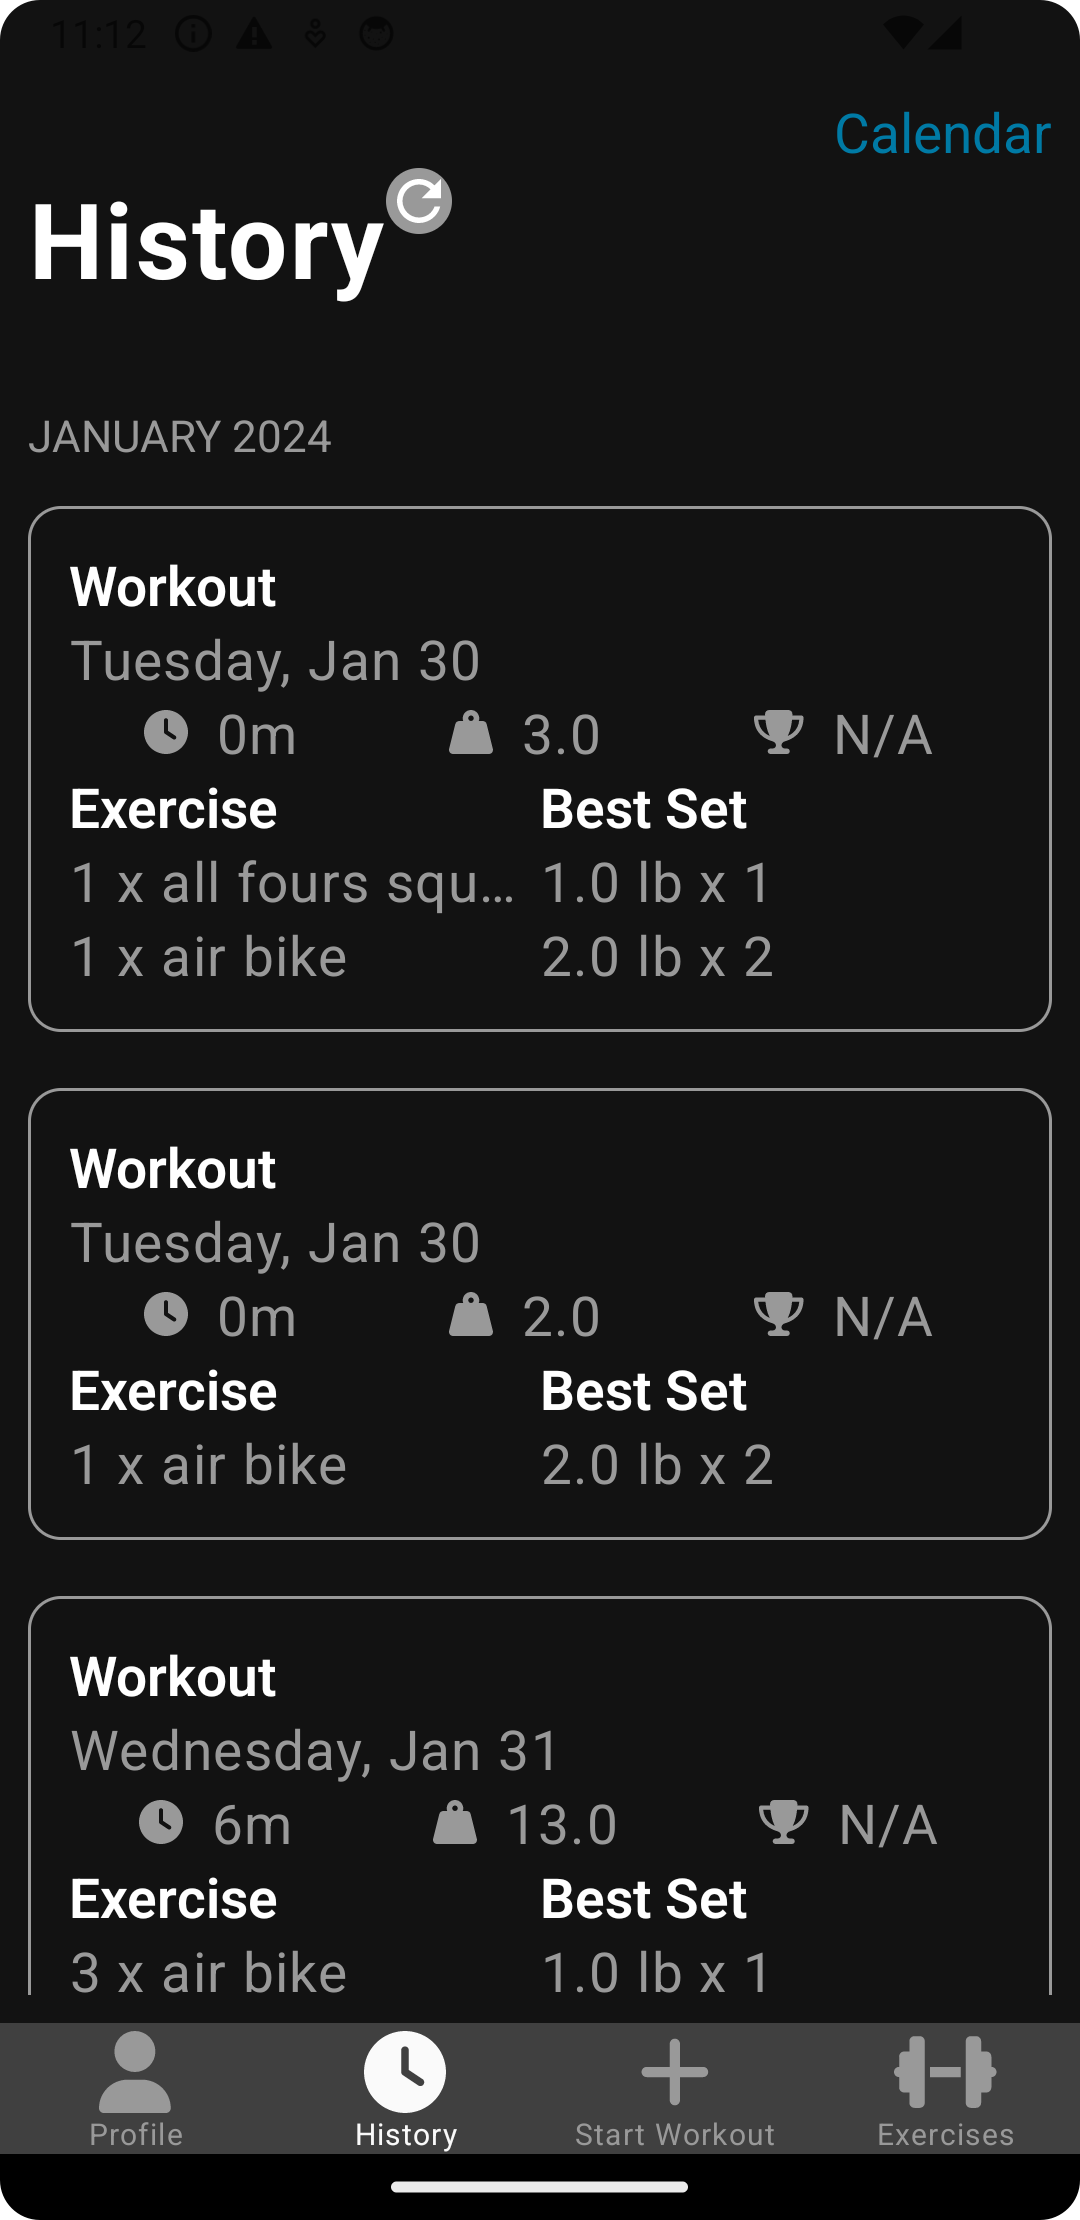 11:12
Calendar
History
JANUARY 2024
Workout
Tuesday, Jan 30
0m 3.0 N/A
Exercise Best Set
1 x all fours squ... 1.0 lb x 1
1 x air bike 2.0 lb x 2
Workout
Tuesday, Jan 30
0m 2.0 N/A
Exercise Best Set
1 x air bike 2.0 lb x 2
Workout
Wednesday, Jan 31
6m 13.0 N/A
Exercise Best Set
3 x air bike 1.0 lb x 1
Profile History Start Workout Exercises